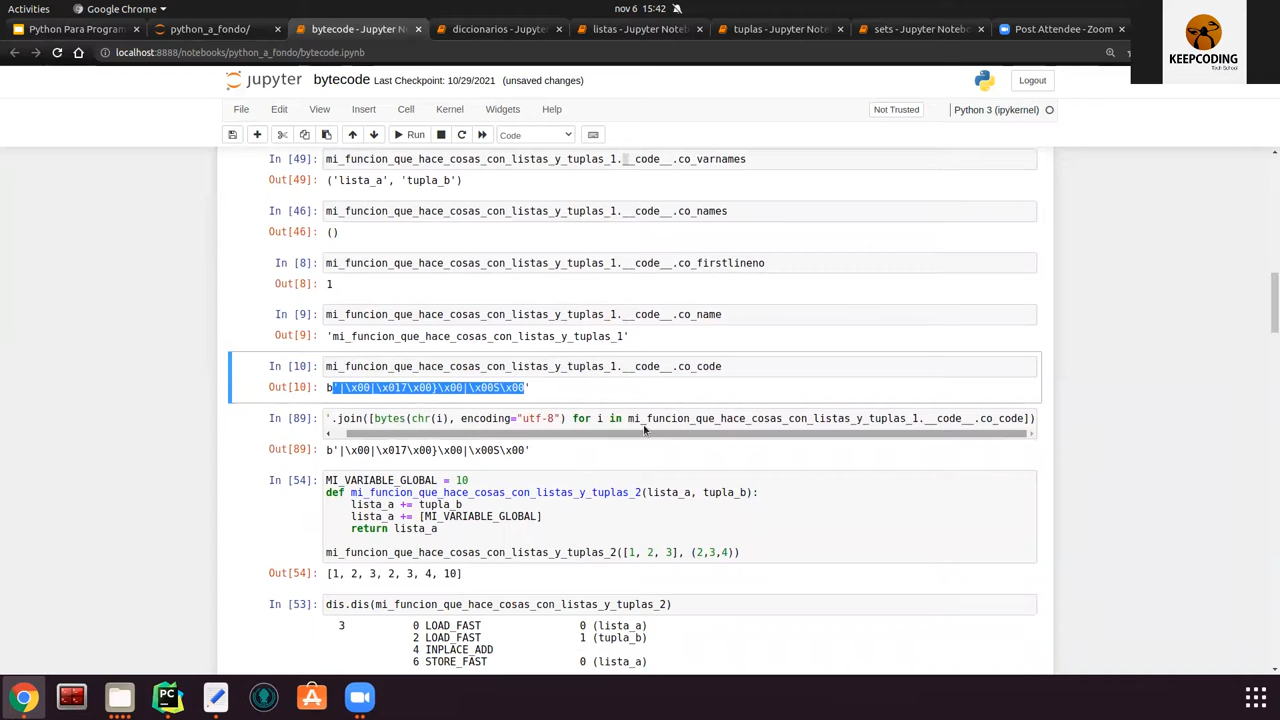 Activities
Google Chrome
nov 6 15:42
Python Para Program
python_a_fondo/
bytecode - Jupyter N
diccionarios - Jupyter
listas - Jupyter Noteb
tuplas - Jupyter Noteb
sets - Jupyter Noteb
Post Attendee - Zoom
KEEPCODING
Tech School
localhost:8888/notebooks/python_a_fondo/bytecode.ipynb
jupyter bytecode Last Checkpoint: 10/29/2021 (unsaved changes)
Logout
File Edit View Insert Cell Kernel Widgets Help
Not Trusted
Python 3 (ipykernel)
Run
Code
In [49]: mi_funcion_que_hace_cosas_con_listas_y_tuplas_1.__code__.co_varnames
Out[49]: ('lista_a', 'tupla_b')
In [46]: mi_funcion_que_hace_cosas_con_listas_y_tuplas_1.__code__.co_names
Out[46]: ()
In [8]: mi_funcion_que_hace_cosas_con_listas_y_tuplas_1.__code__.co_firstlineno
Out[8]: 1
In [9]: mi_funcion_que_hace_cosas_con_listas_y_tuplas_1.__code__.co_name
Out[9]: 'mi_funcion_que_hace_cosas_con_listas_y_tuplas_1'
In [10]: mi_funcion_que_hace_cosas_con_listas_y_tuplas_1.__code__.co_code
Out[10]: b'|\x00|\x017\x00}\x00|\x00S\x00'
In [89]: '.join([bytes(chr(i), encoding="utf-8") for i in mi_funcion_que_hace_cosas_con_listas_y_tuplas_1.__code__.co_code])
Out[89]: b'|\x00|\x017\x00}\x00|\x00S\x00'
In [54]: MI_VARIABLE_GLOBAL = 10
def mi_funcion_que_hace_cosas_con_listas_y_tuplas_2(lista_a, tupla_b):
lista_a += tupla_b
lista_a += [MI_VARIABLE_GLOBAL]
return lista_a
mi_funcion_que_hace_cosas_con_listas_y_tuplas_2([1, 2, 3], (2,3,4))
Out[54]: [1, 2, 3, 2, 3, 4, 10]
In [53]: dis.dis(mi_funcion_que_hace_cosas_con_listas_y_tuplas_2)
3 0 LOAD_FAST 0 (lista_a)
2 LOAD_FAST 1 (tupla_b)
4 INPLACE_ADD
6 STORE_FAST 0 (lista_a)
PC